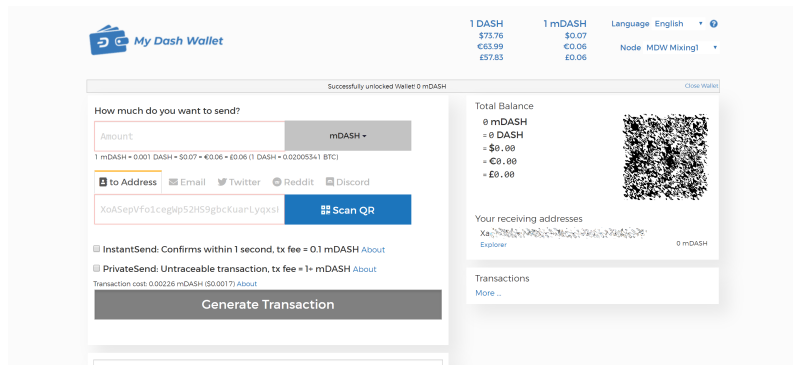 My Dash Wallet
1 DASH
$73.76
€63.99
£57.83
1 mDASH
$0.07
€0.06
£0.06
Language English
Node MDW Mixing1
Successfully unlocked Wallet! 0 mDASH
Close Wallet
How much do you want to send?
Amount
mDASH
1 mDASH = 0.001 DASH = $0.07 = €0.06 = £0.06 (1 DASH = 0.02005341 BTC)
to Address
Email
Twitter
Reddit
Discord
Scan QR
InstantSend: Confirms within 1 second, tx fee = 0.1 mDASH About
PrivateSend: Untraceable transaction, tx fee = 1+ mDASH About
Transaction cost: 0.00226 mDASH ($0.0017) About
Generate Transaction
Total Balance
0 mDASH
= 0 DASH
= $0.00
= €0.00
= £0.00
Your receiving addresses
Xa
Explorer
0 mDASH
Transactions
More ...